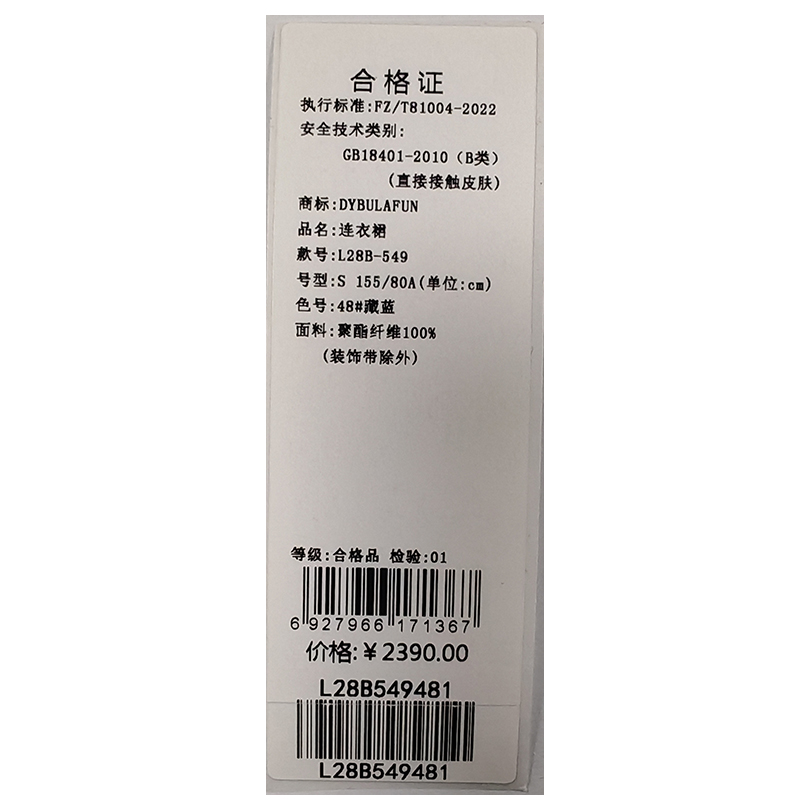 合格证
执行标准:FZ/T81004-2022
安全技术类别:
GB18401-2010（B类）
(直接接触皮肤)
商标:DYBULAFUN
品名:连衣裙
款号:L28B-549
号型:S 155/80A(单位:cm)
色号:48#藏蓝
面料:聚酯纤维100%
(装饰带除外)
等级:合格品 检验:01
6 927966 171367
价格:￥2390.00
L28B549481
L28B549481